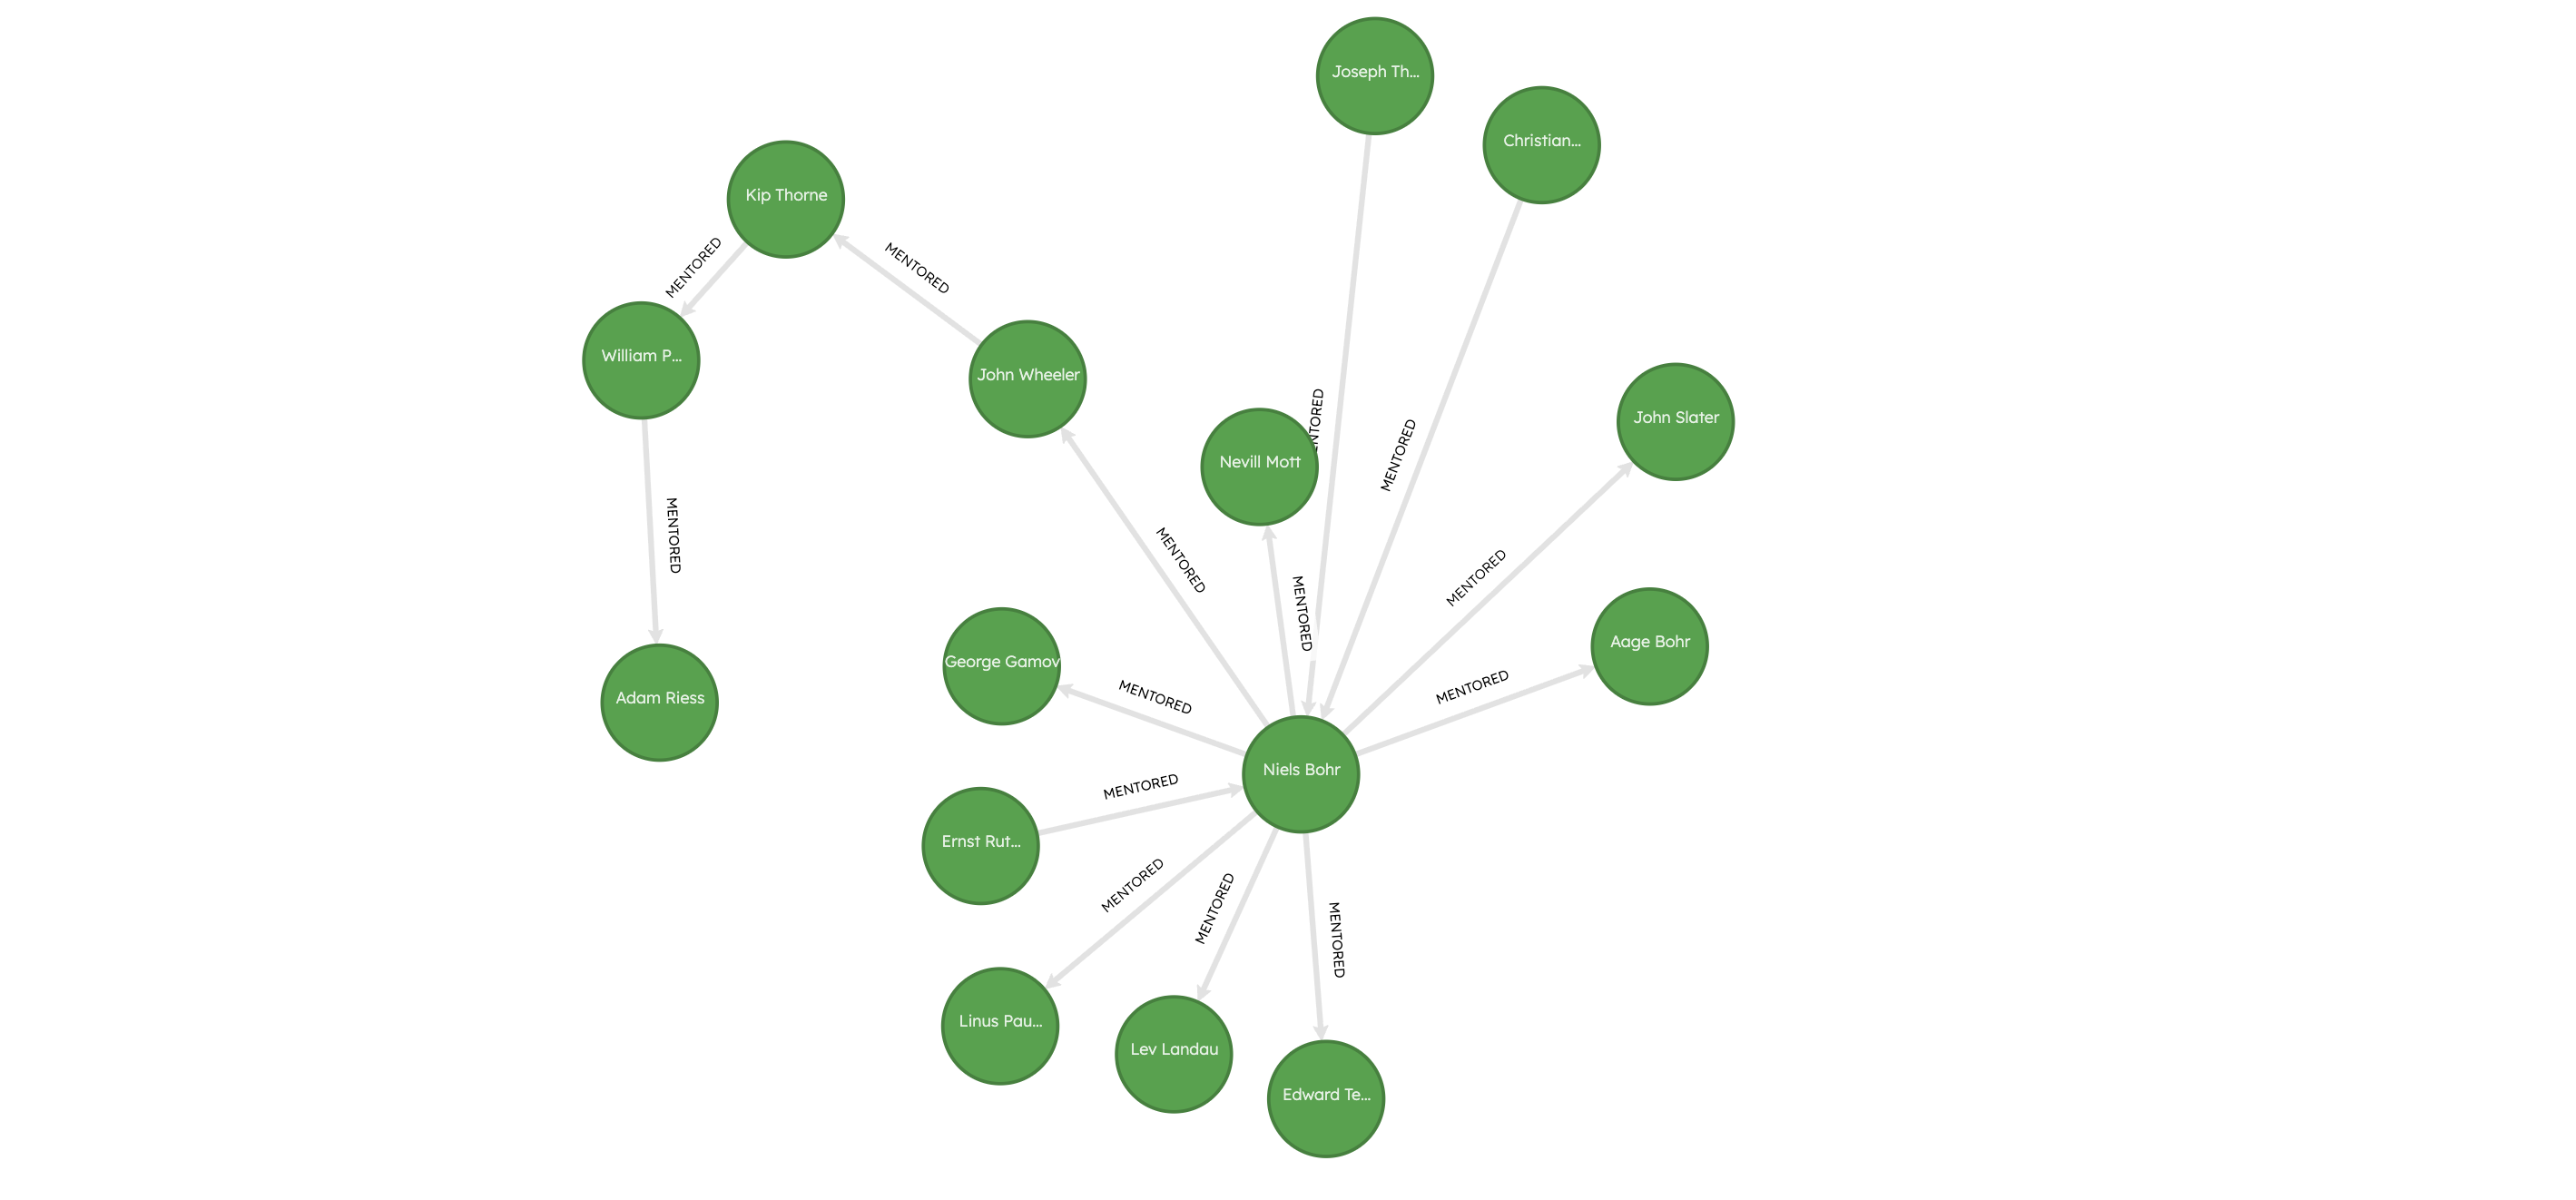 Joseph Th...
Christian...
Kip Thorne
MENTORED
MENTORED
William P...
John Wheeler
MENTORED
John Slater
Nevill Mott
MENTORED
MENTORED
MENTORED
MENTORED
MENTORED
Aage Bohr
George Gamov
MENTORED
MENTORED
Adam Riess
Niels Bohr
MENTORED
Ernst Rut...
MENTORED
MENTORED
MENTORED
Linus Pau...
Lev Landau
Edward Te...